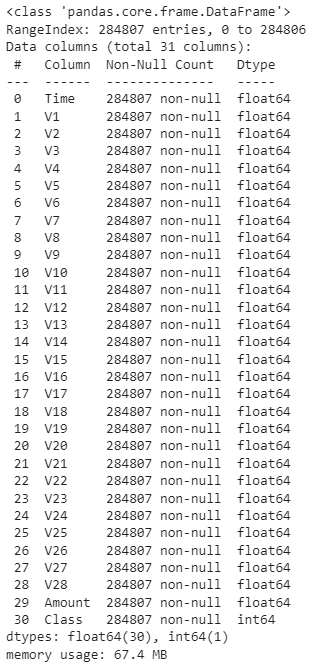 <class 'pandas.core.frame.DataFrame'>
RangeIndex: 284807 entries, 0 to 284806
Data columns (total 31 columns):
 #   Column  Non-Null Count   Dtype
---  ------  --------------   -----
 0   Time    284807 non-null  float64
 1   V1      284807 non-null  float64
 2   V2      284807 non-null  float64
 3   V3      284807 non-null  float64
 4   V4      284807 non-null  float64
 5   V5      284807 non-null  float64
 6   V6      284807 non-null  float64
 7   V7      284807 non-null  float64
 8   V8      284807 non-null  float64
 9   V9      284807 non-null  float64
 10  V10     284807 non-null  float64
 11  V11     284807 non-null  float64
 12  V12     284807 non-null  float64
 13  V13     284807 non-null  float64
 14  V14     284807 non-null  float64
 15  V15     284807 non-null  float64
 16  V16     284807 non-null  float64
 17  V17     284807 non-null  float64
 18  V18     284807 non-null  float64
 19  V19     284807 non-null  float64
 20  V20     284807 non-null  float64
 21  V21     284807 non-null  float64
 22  V22     284807 non-null  float64
 23  V23     284807 non-null  float64
 24  V24     284807 non-null  float64
 25  V25     284807 non-null  float64
 26  V26     284807 non-null  float64
 27  V27     284807 non-null  float64
 28  V28     284807 non-null  float64
 29  Amount  284807 non-null  float64
 30  Class   284807 non-null  int64
dtypes: float64(30), int64(1)
memory usage: 67.4 MB